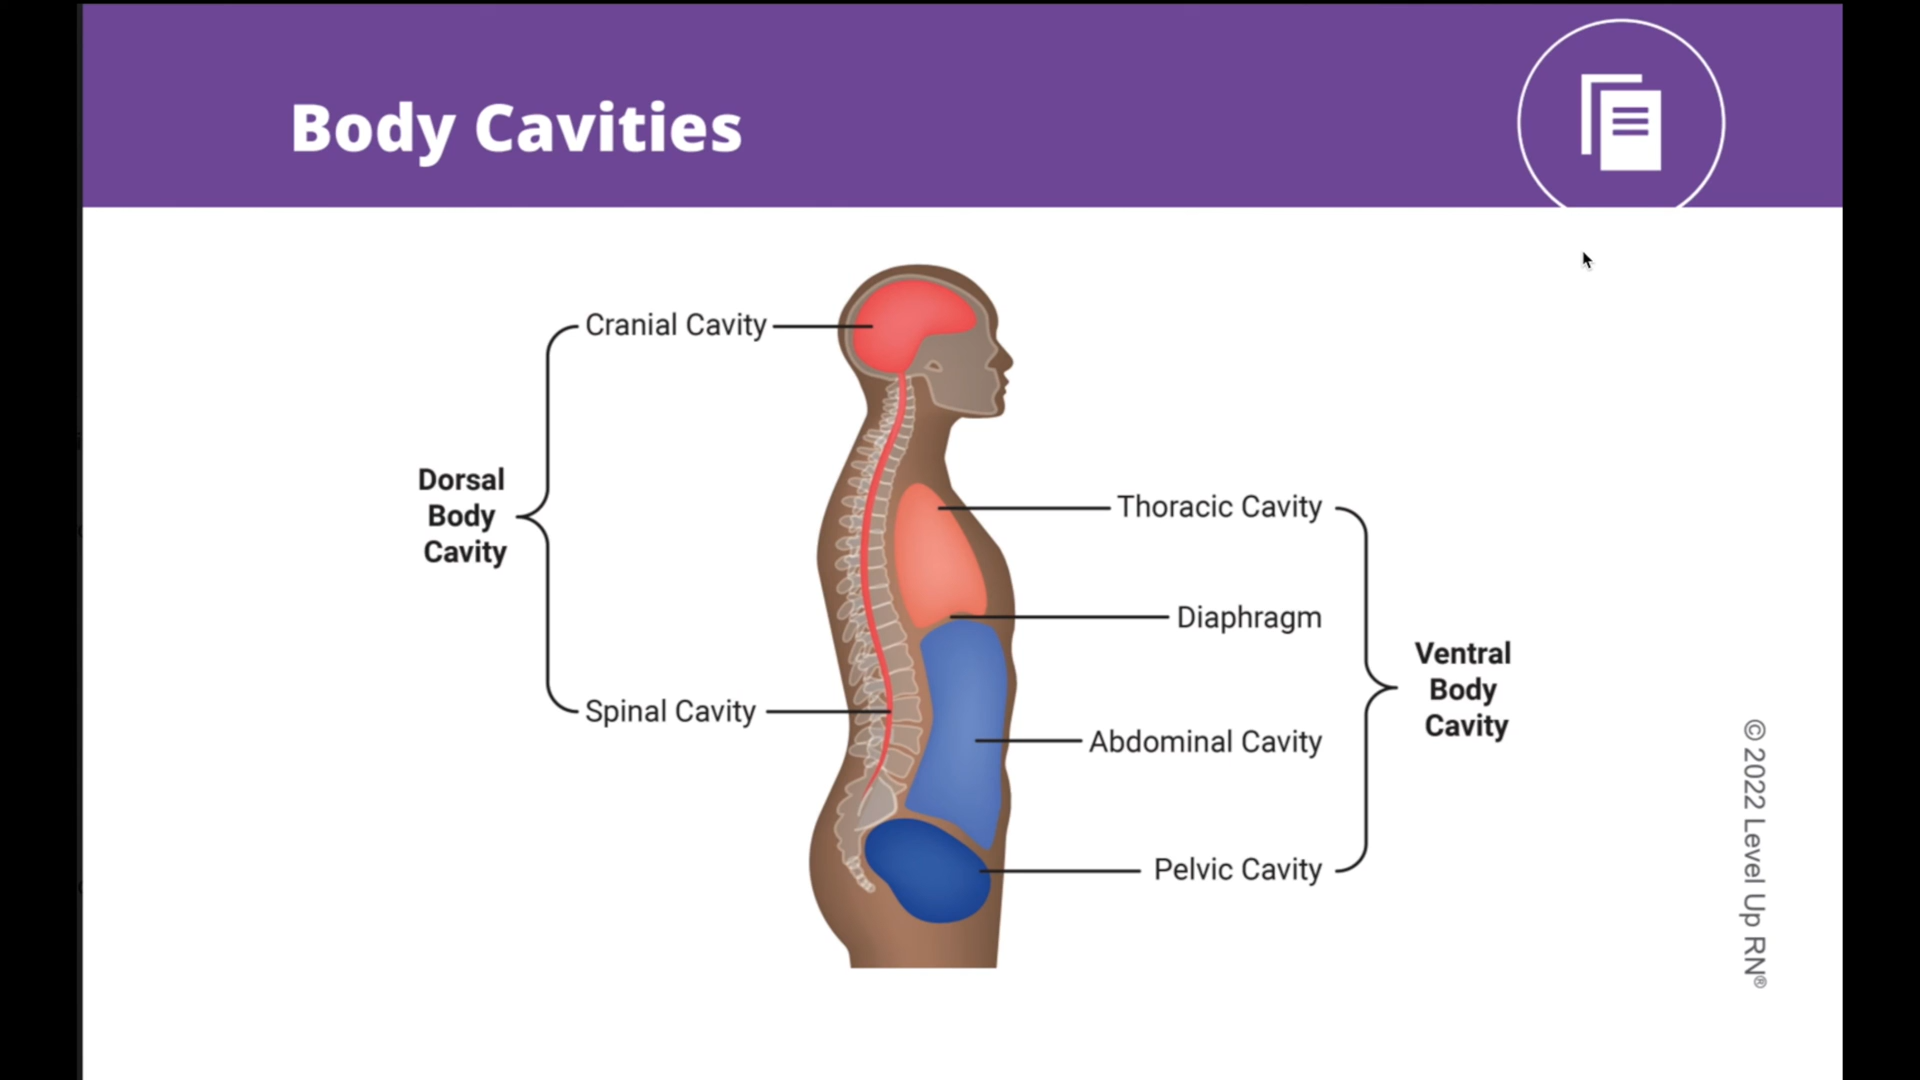 Body Cavities
Cranial Cavity
Dorsal
Body
Cavity
Spinal Cavity
Thoracic Cavity
Diaphragm
Abdominal Cavity
Pelvic Cavity
Ventral
Body
Cavity
© 2022 Level Up RN®